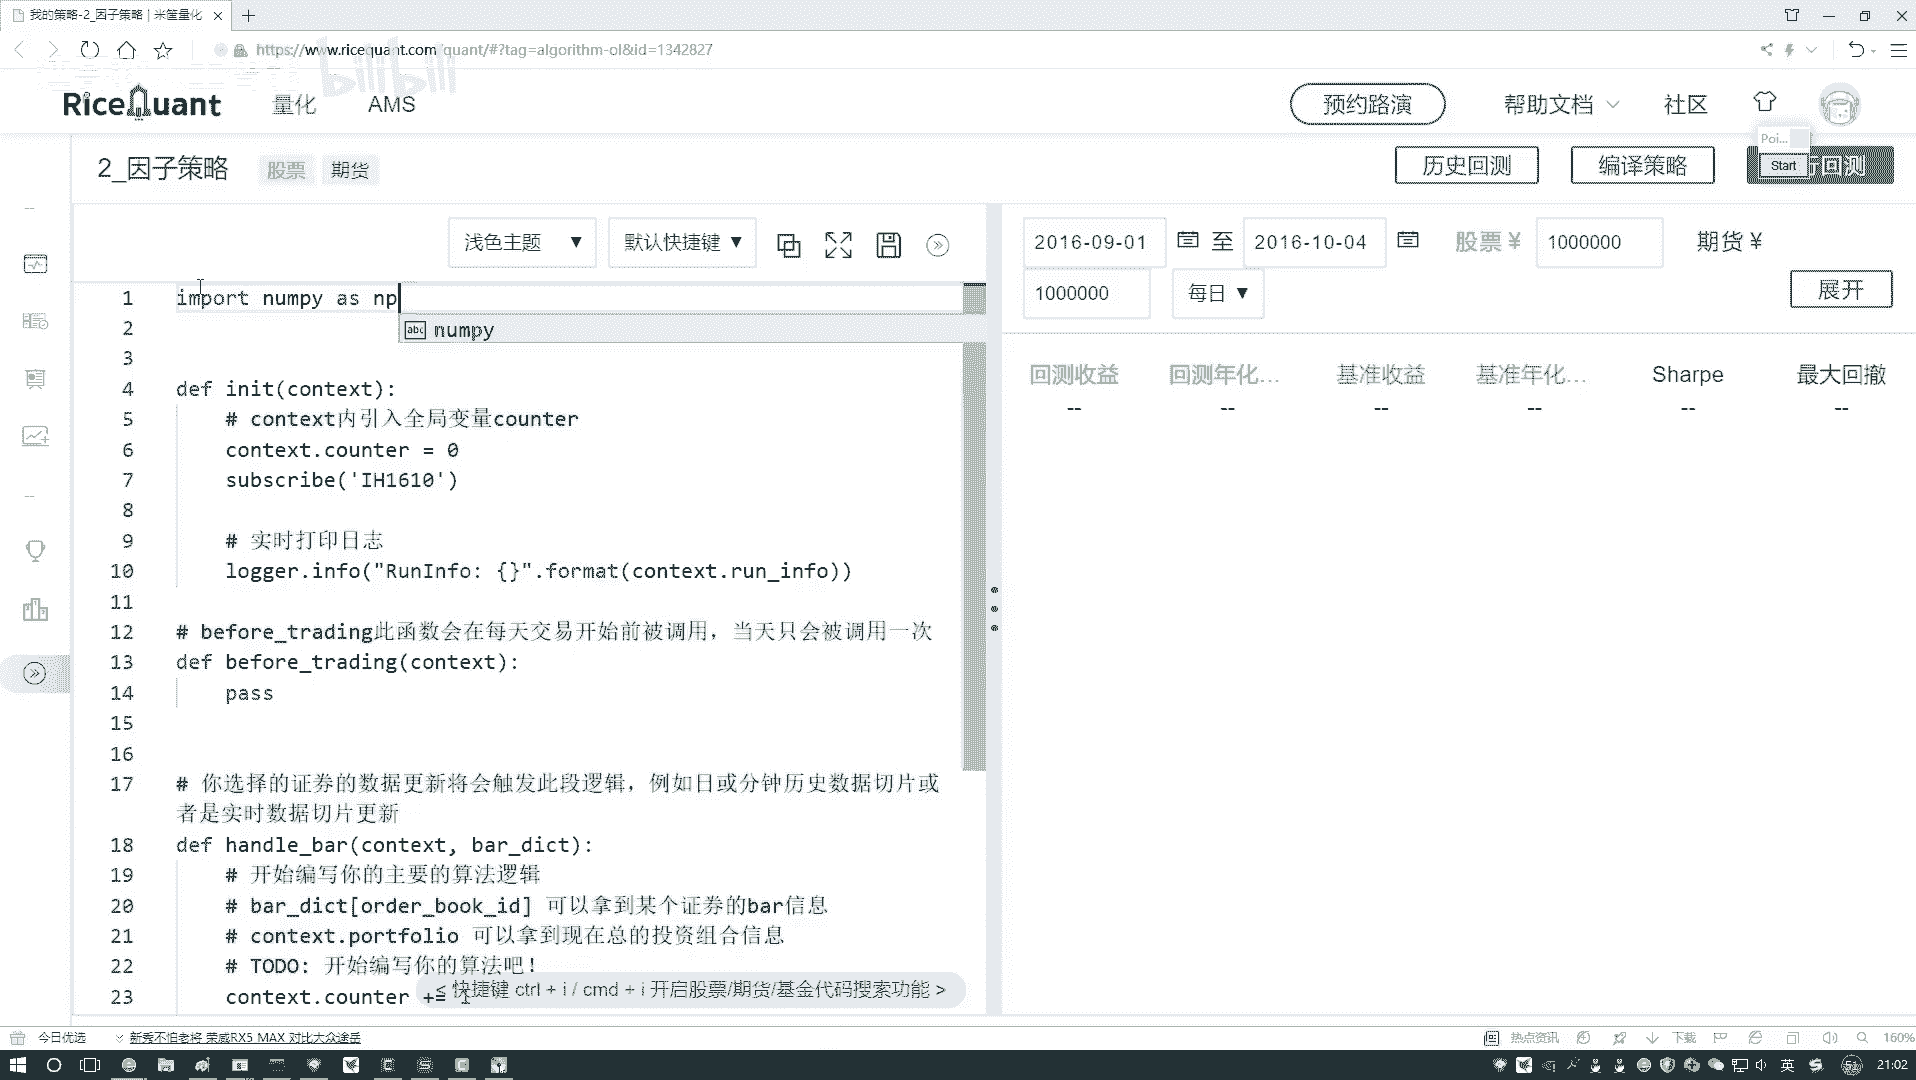 我的策略-2_因子策略 | 米筐量化
https://www.ricequant.com/quant/#?tag=algorithm-ol&id=1342827
bilibili
RiceQuant 量化 AMS 预约路演 帮助文档 社区
Poi...
Start
2_因子策略 股票 期货 历史回测 编译策略 行回测
浅色主题 ▼ 默认快捷键 ▼
2016-09-01 至 2016-10-04 股票 ¥ 1000000 期货 ¥
1000000 每日 ▼ 展开
回测收益 回测年化... 基准收益 基准年化... Sharpe 最大回撤
-- -- -- -- -- --
1 import numpy as np
numpy
2
3
4 def init(context):
5 # context内引入全局变量counter
6 context.counter = 0
7 subscribe('IH1610')
8
9 # 实时打印日志
10 logger.info("RunInfo: {}".format(context.run_info))
11
12 # before_trading此函数会在每天交易开始前被调用，当天只会被调用一次
13 def before_trading(context):
14 pass
15
16
17 # 你选择的证券的数据更新将会触发此段逻辑，例如日或分钟历史数据切片或
者是实时数据切片更新
18 def handle_bar(context, bar_dict):
19 # 开始编写你的主要的算法逻辑
20 # bar_dict[order_book_id] 可以拿到某个证券的bar信息
21 # context.portfolio 可以拿到现在总的投资组合信息
22 # TODO: 开始编写你的算法吧！
23 context.counter +=
< 快捷键 ctrl + i / cmd + i 开启股票/期货/基金代码搜索功能 >
今日优选 新秀不怕老将 荣威RX5 MAX 对比大众途岳 热点资讯 下载 160%
英 51 21:02